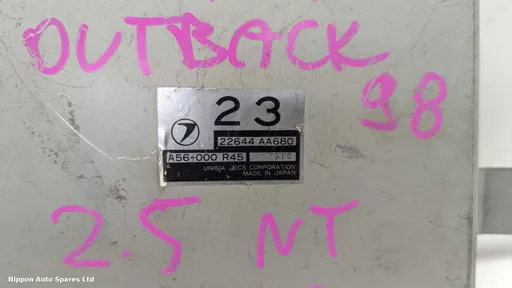 OUTBACK
98
23
22644 AA680
A56-000 R45
UNISIA JECS CORPORATION
MADE IN JAPAN
2.5 NT
Nippon Auto Spares Ltd